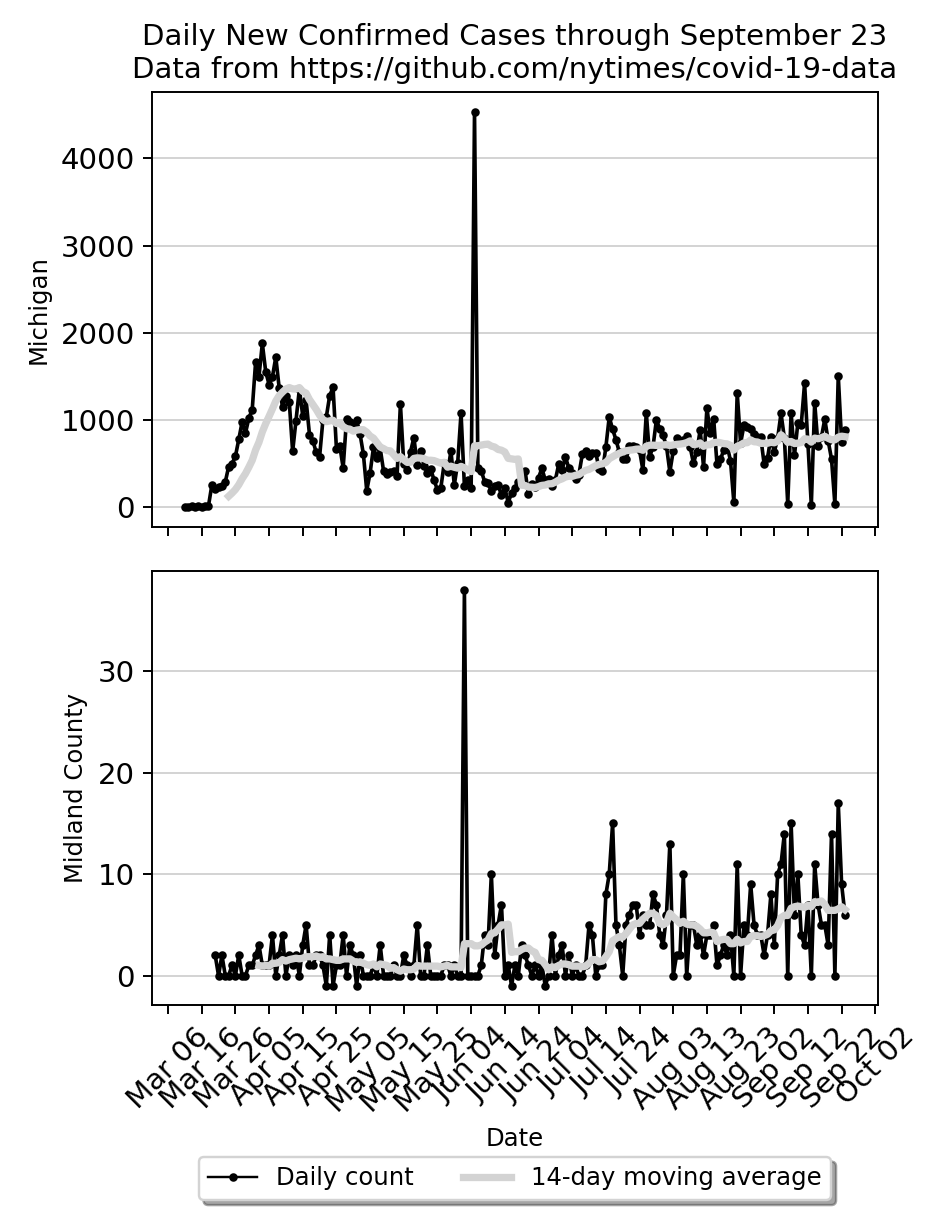 Daily New Confirmed Cases through September 23
Data from https://github.com/nytimes/covid-19-data
Michigan
4000
3000
2000
1000
0
Midland County
30
20
10
0
Mar 06
Mar 16
Mar 26
Apr 05
Apr 15
Apr 25
May 05
May 15
May 25
Jun 04
Jun 14
Jun 24
Jul 04
Jul 14
Jul 24
Aug 03
Aug 13
Aug 23
Sep 02
Sep 12
Sep 22
Oct 02
Date
Daily count
14-day moving average